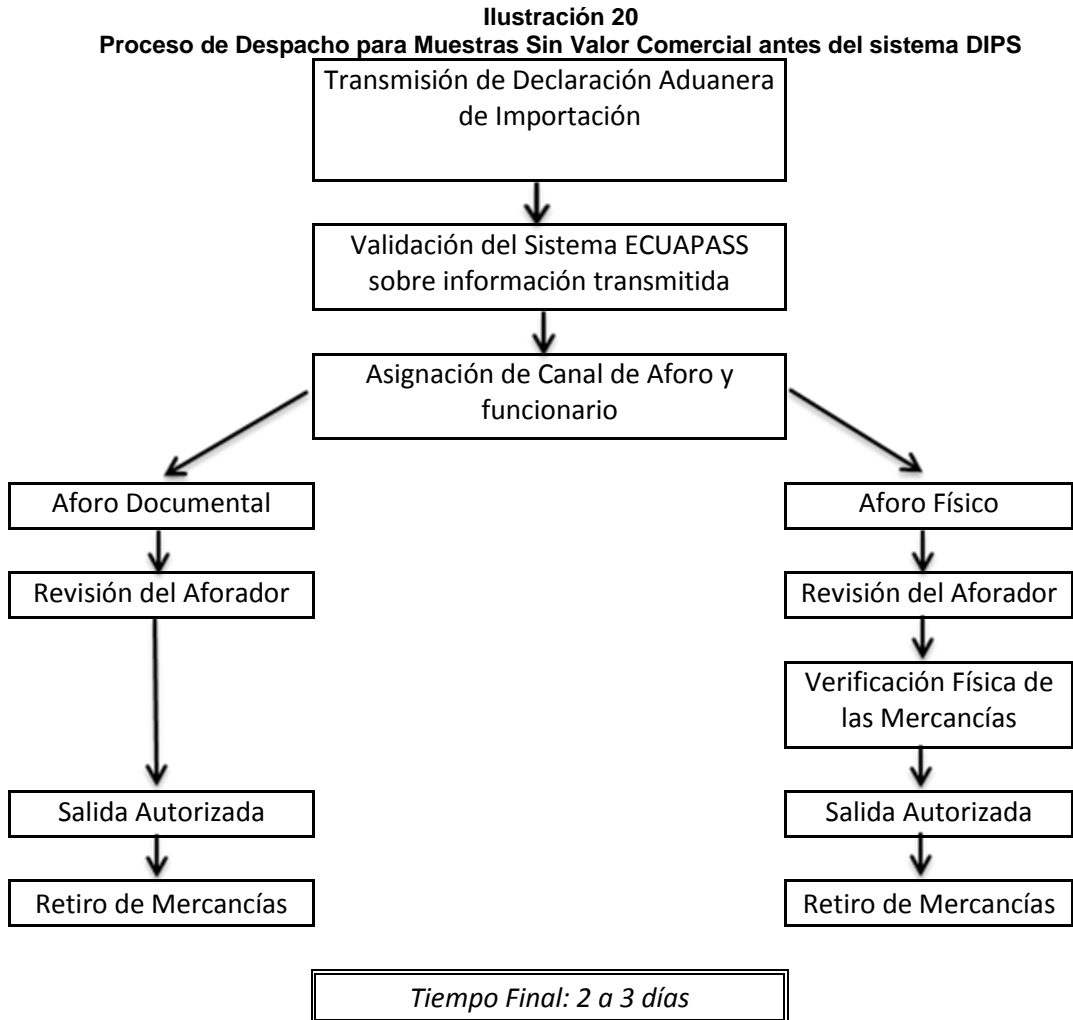 Ilustración 20
Proceso de Despacho para Muestras Sin Valor Comercial antes del sistema DIPS
Transmisión de Declaración Aduanera
de Importación
Validación del Sistema ECUAPASS
sobre información transmitida
Asignación de Canal de Aforo y
funcionario
Aforo Documental
Aforo Físico
Revisión del Aforador
Revisión del Aforador
Verificación Física de
las Mercancías
Salida Autorizada
Salida Autorizada
Retiro de Mercancías
Retiro de Mercancías
Tiempo Final: 2 a 3 días